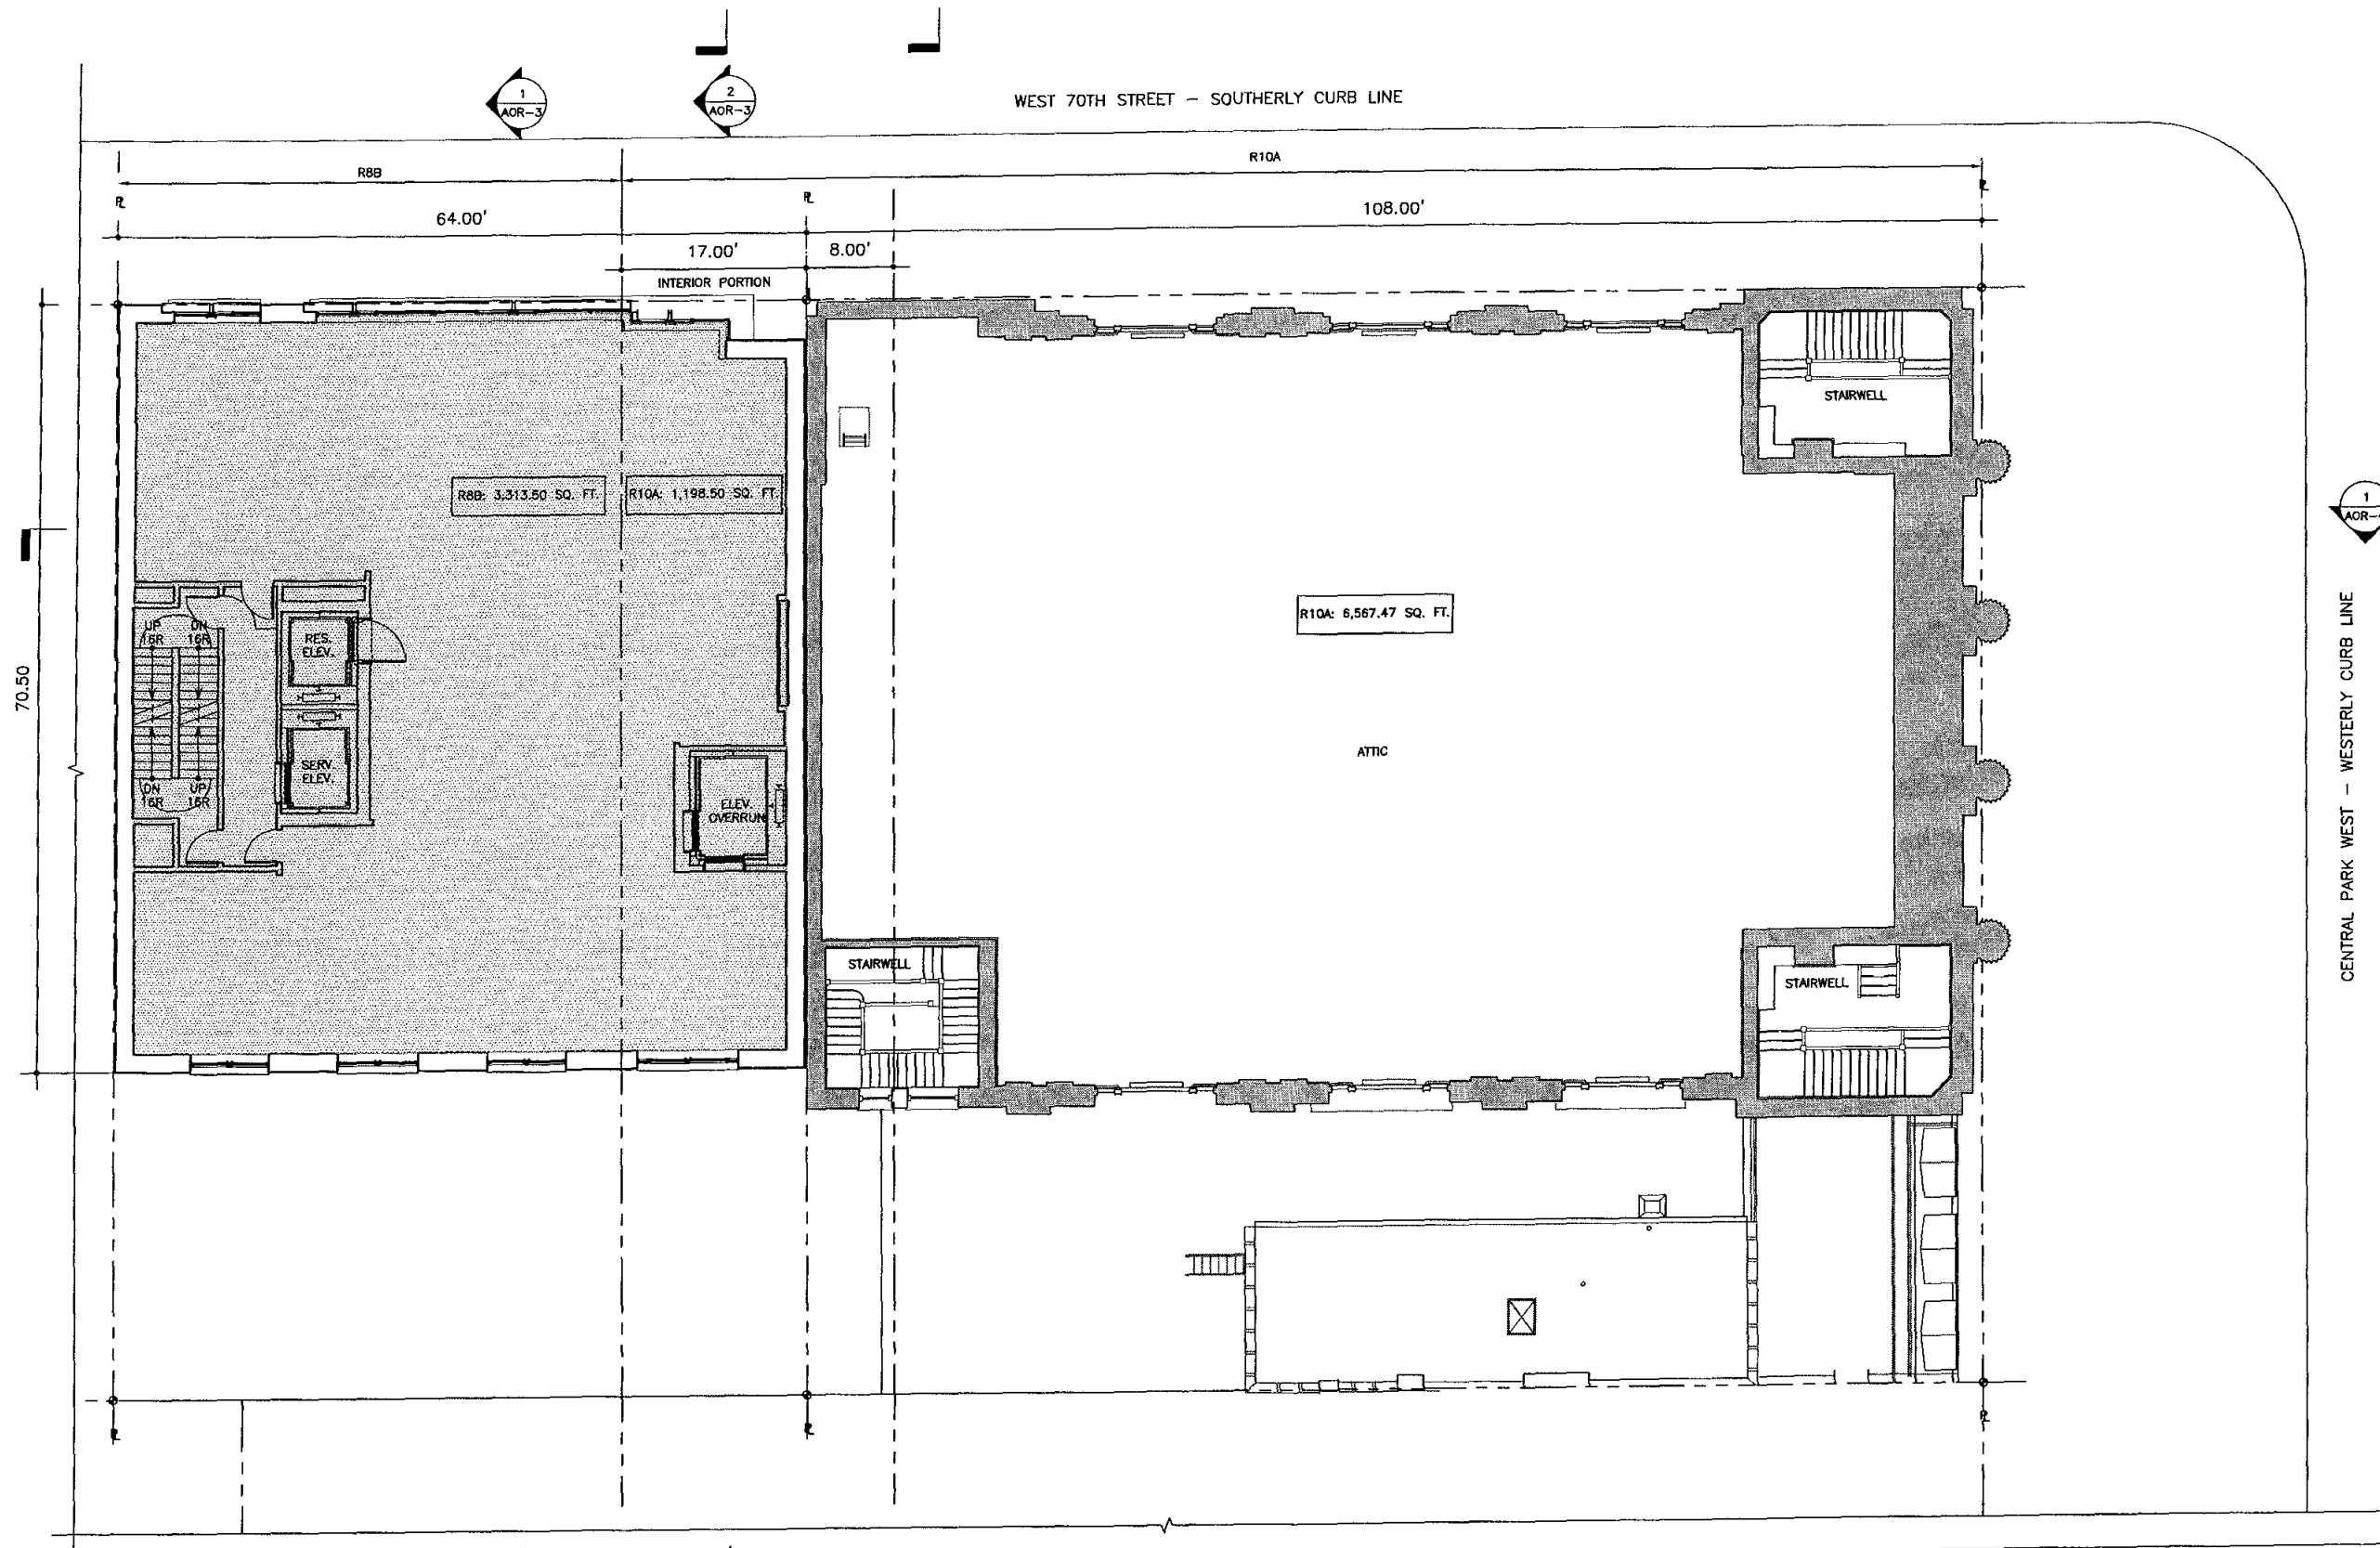 1
AOR-3
2
AOR-3
WEST 70TH STREET - SOUTHERLY CURB LINE
R8B
R10A
64.00'
108.00'
17.00'
8.00'
INTERIOR PORTION
STAIRWELL
R8B: 3,313.50 SQ. FT.
R10A: 1,198.50 SQ. FT.
1
R10A: 6,567.47 SQ. FT.
UP
16R
DN
16R
RES.
ELEV.
70.50
CENTRAL PARK WEST - WESTERLY CURB LINE
ATTIC
SERV.
ELEV.
DN
16R
UP
16R
ELEV.
OVERRUN
STAIRWELL
STAIRWELL